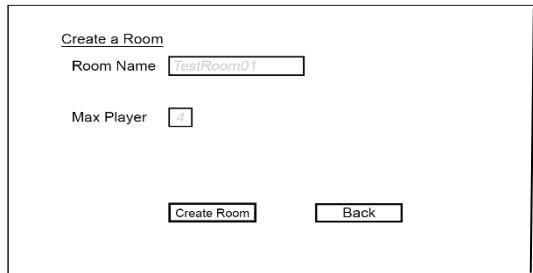 Create a Room
Room Name TestRoom01
Max Player 4
Create Room Back